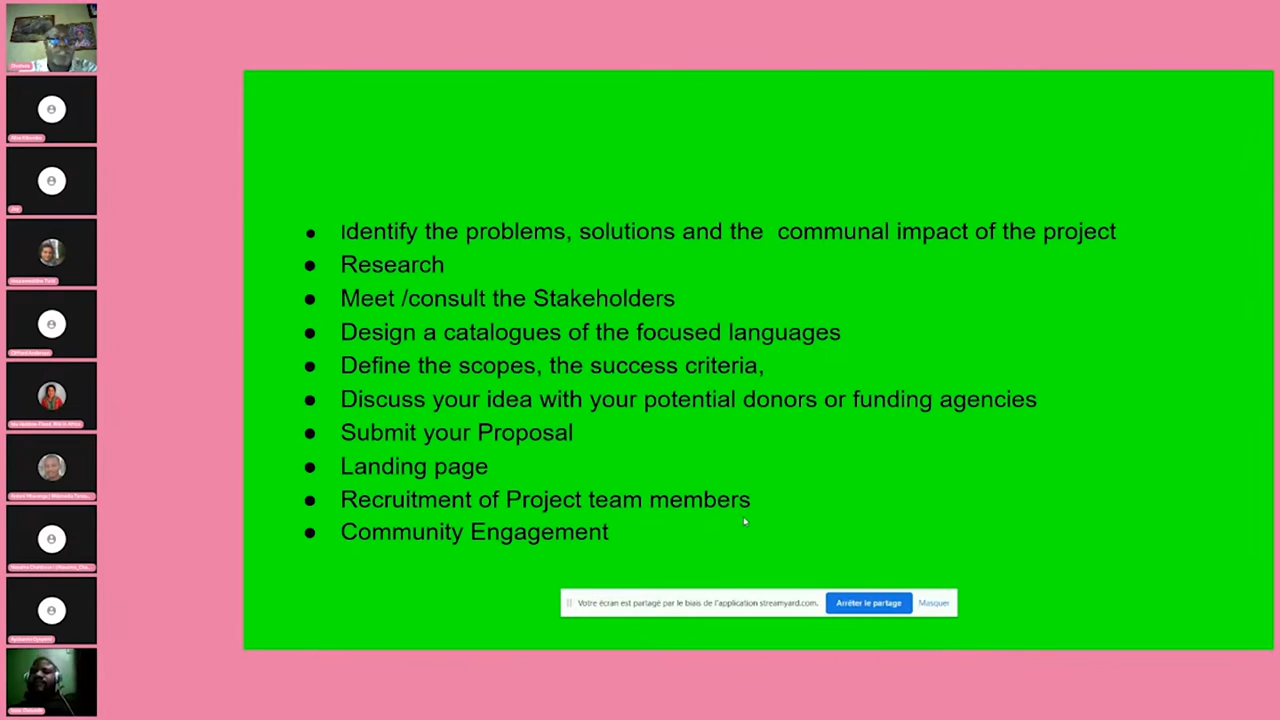 Identify the problems, solutions and the communal impact of the project
Research
Meet /consult the Stakeholders
Design a catalogues of the focused languages
Define the scopes, the success criteria,
Discuss your idea with your potential donors or funding agencies
Submit your Proposal
Landing page
Recruitment of Project team members
Community Engagement
Votre écran est partagé par le biais de l'application streamyard.com. Arrêter le partage Masquer